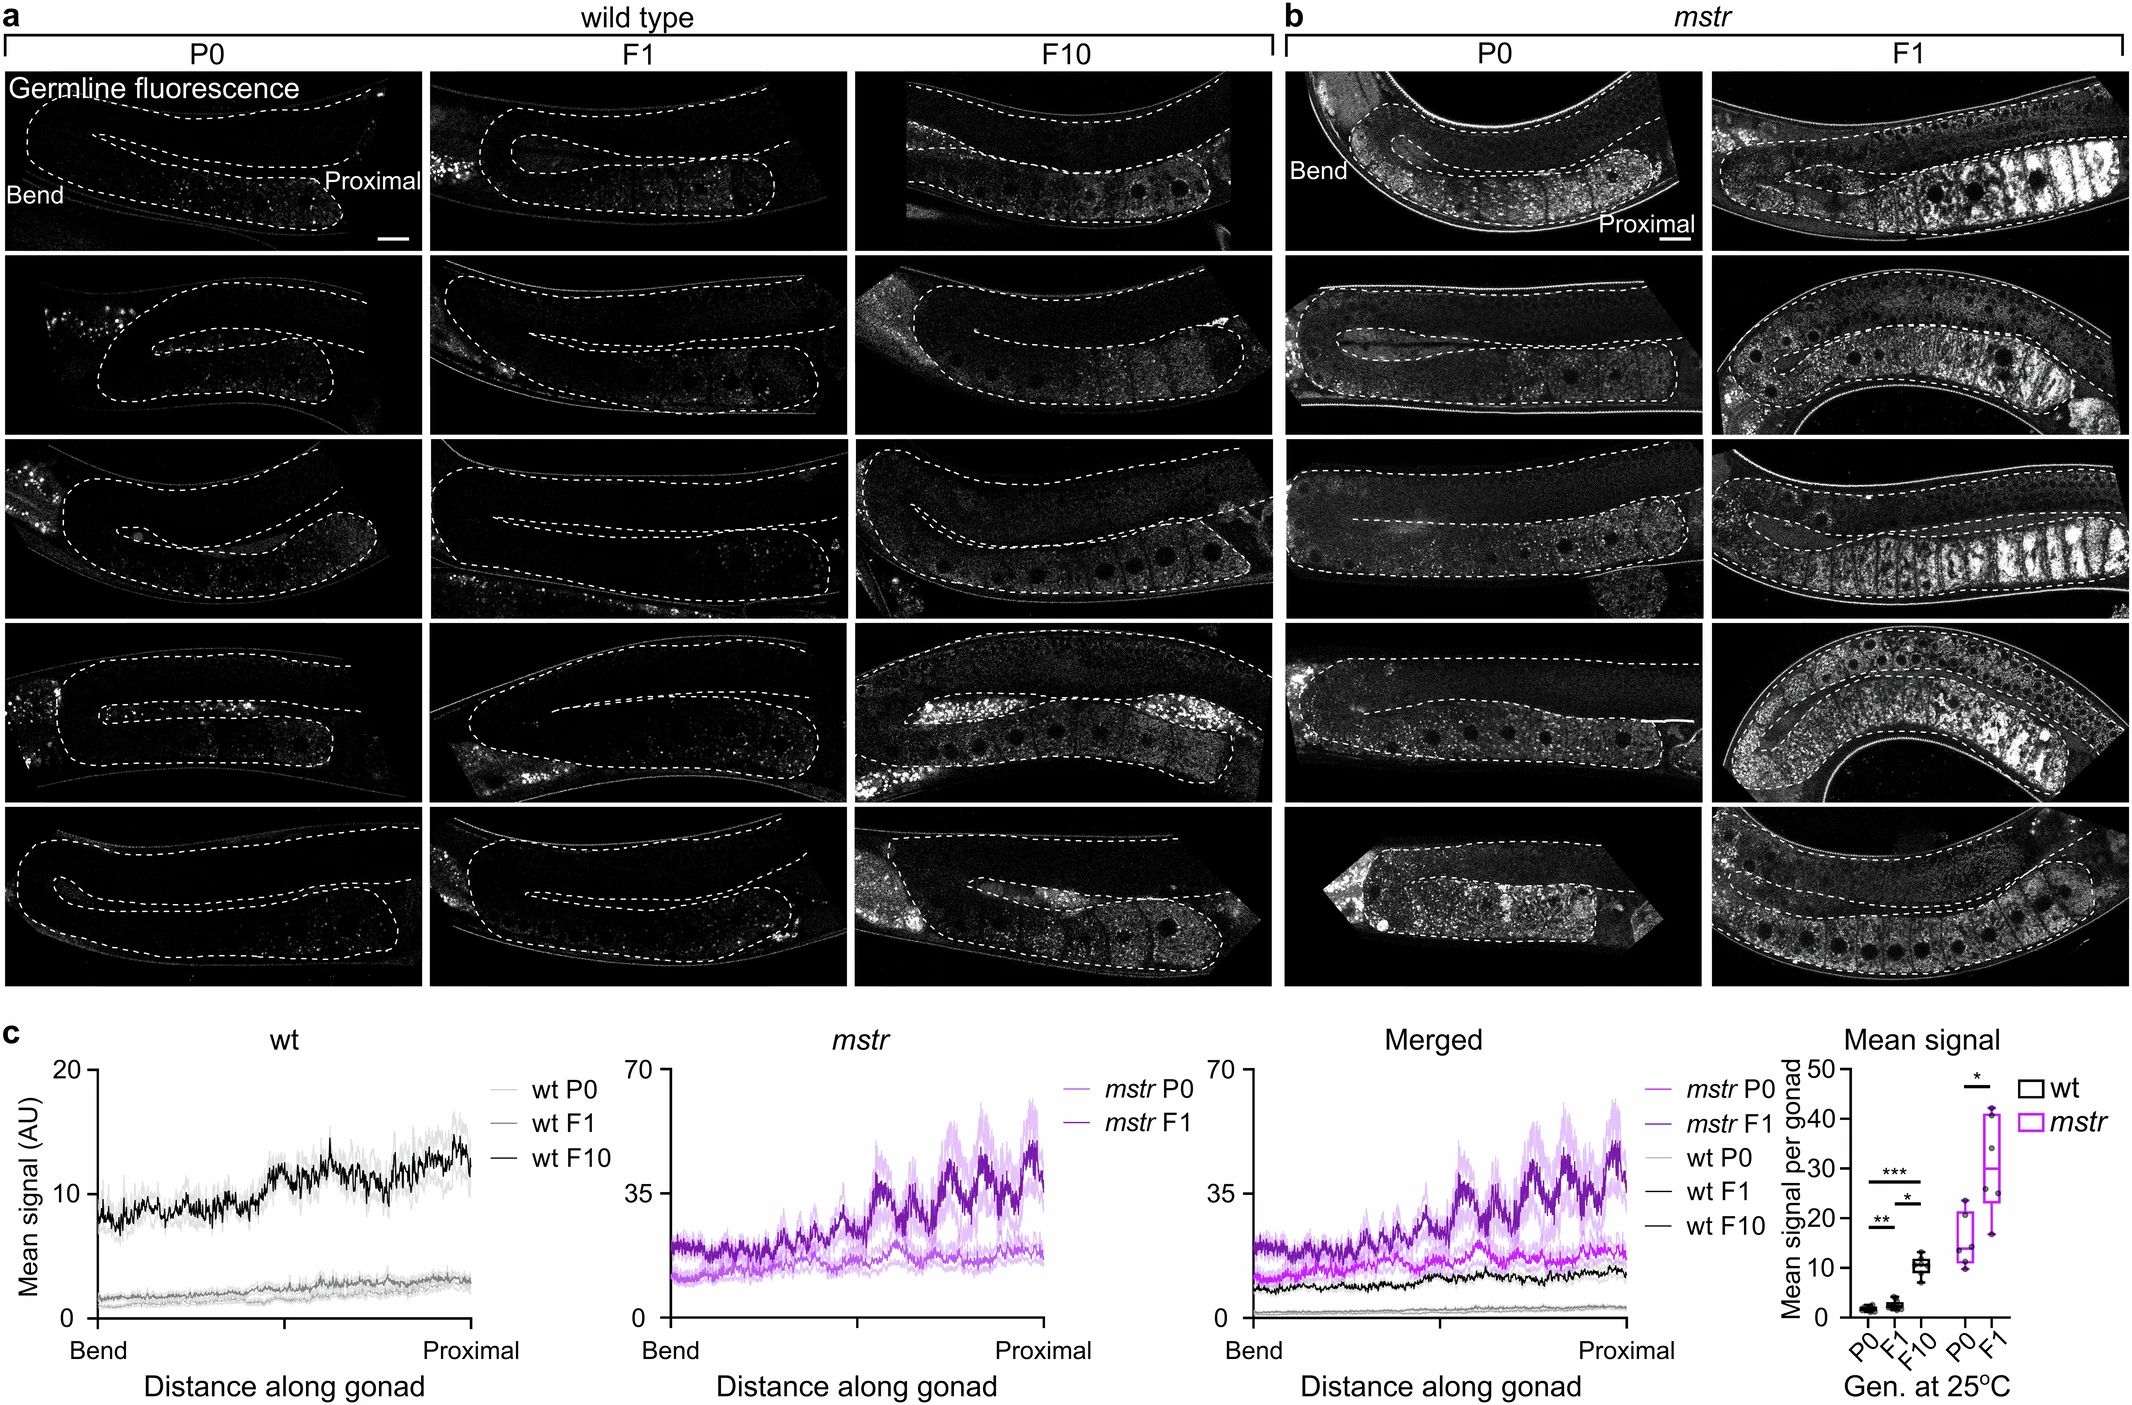 a
wild type
b
mstr
P0
F1
F10
P0
F1
Germline fluorescence
Bend
Proximal
Bend
Proximal
c
wt
20
10
0
Mean signal (AU)
wt P0
wt F1
wt F10
Bend
Proximal
Distance along gonad
mstr
70
35
0
mstr P0
mstr F1
Bend
Proximal
Distance along gonad
Merged
70
35
0
mstr P0
mstr F1
wt P0
wt F1
wt F10
Bend
Proximal
Distance along gonad
Mean signal
Mean signal per gonad
50
40
30
20
10
0
*
***
*
**
wt
mstr
P0
F1
F10
P0
F1
Gen. at 25ºC